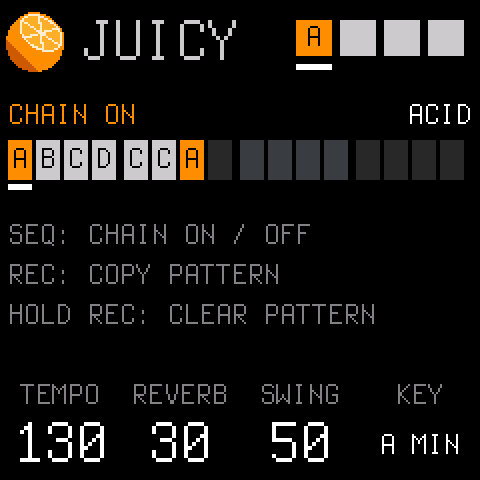 JUICY A
CHAIN ON ACID
A B C D C C A
SEQ: CHAIN ON / OFF
REC: COPY PATTERN
HOLD REC: CLEAR PATTERN
TEMPO REVERB SWING KEY
130 30 50 A MIN